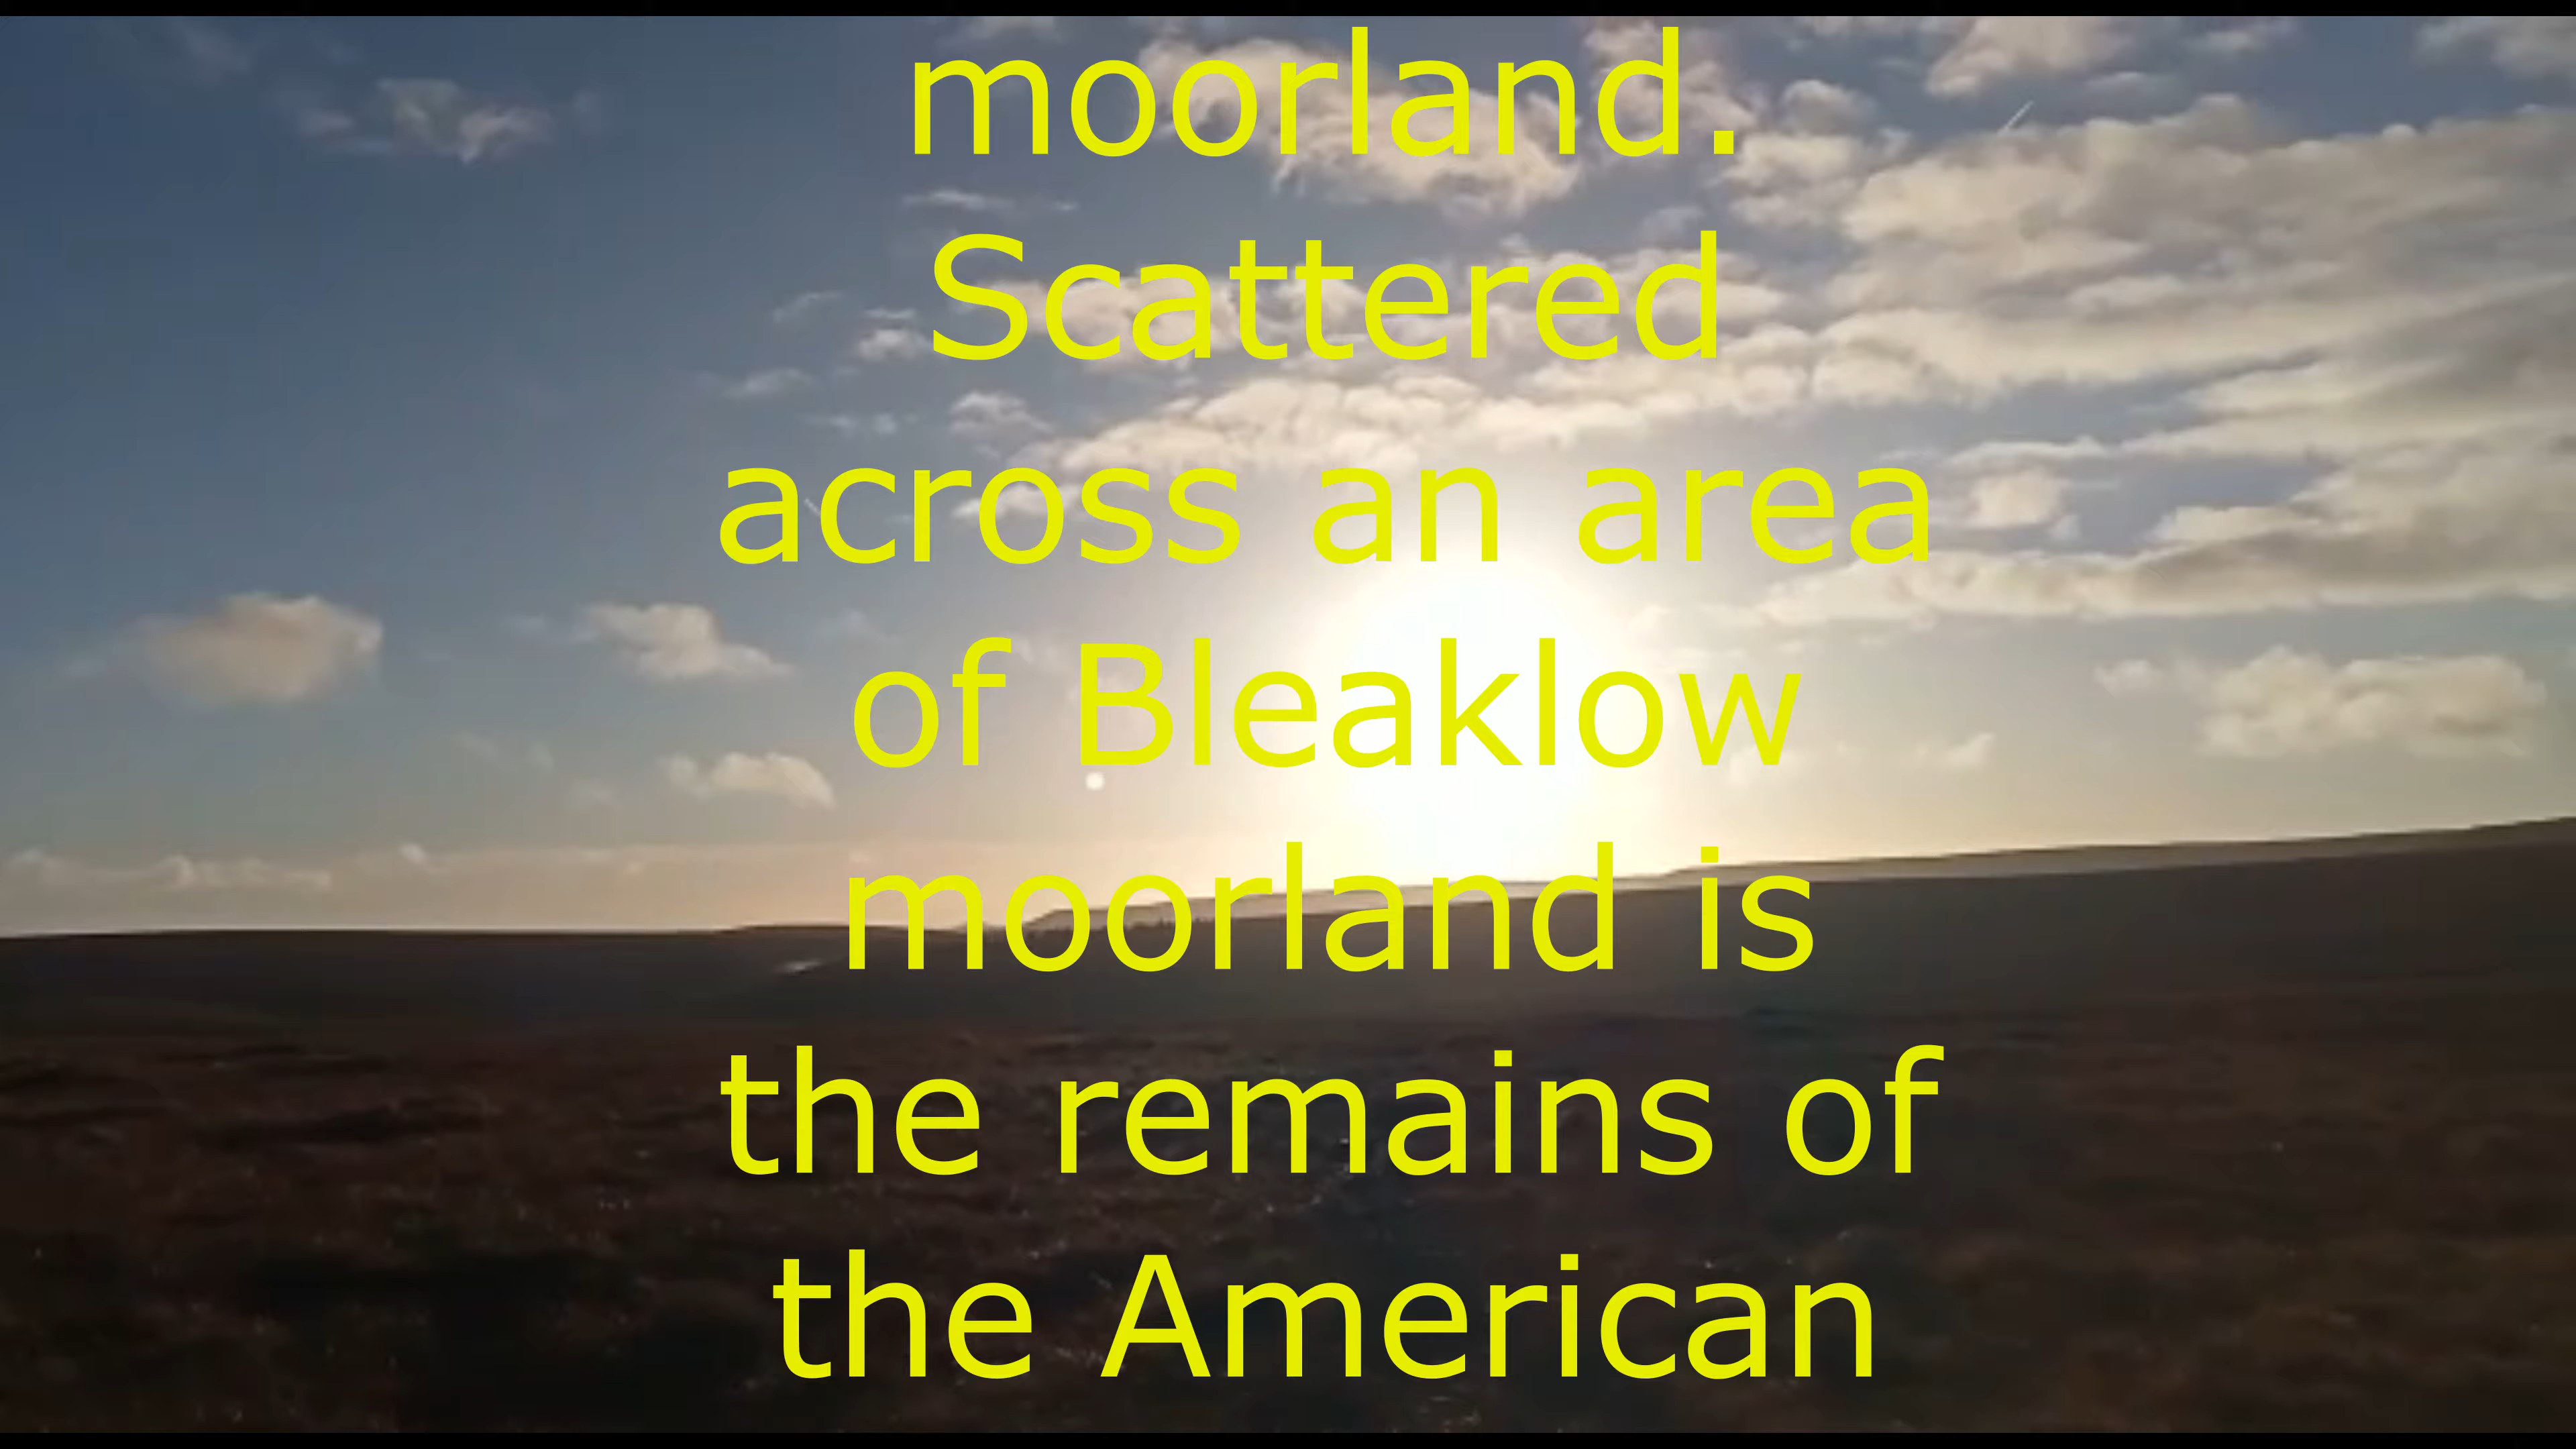 moorland.
Scattered
across an area
of Bleaklow
moorland is
the remains of
the American